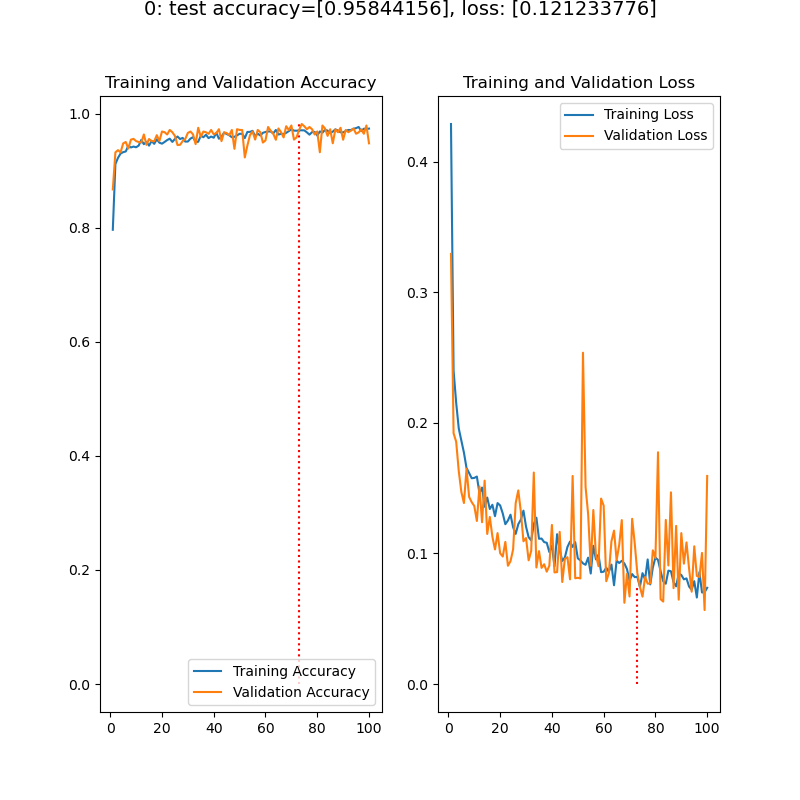 0: test accuracy=[0.95844156], loss: [0.121233776]
Training and Validation Accuracy
1.0
0.8
0.6
0.4
0.2
0.0
Training Accuracy
Validation Accuracy
0 20 40 60 80 100
Training and Validation Loss
Training Loss
Validation Loss
0.4
0.3
0.2
0.1
0.0
0 20 40 60 80 100